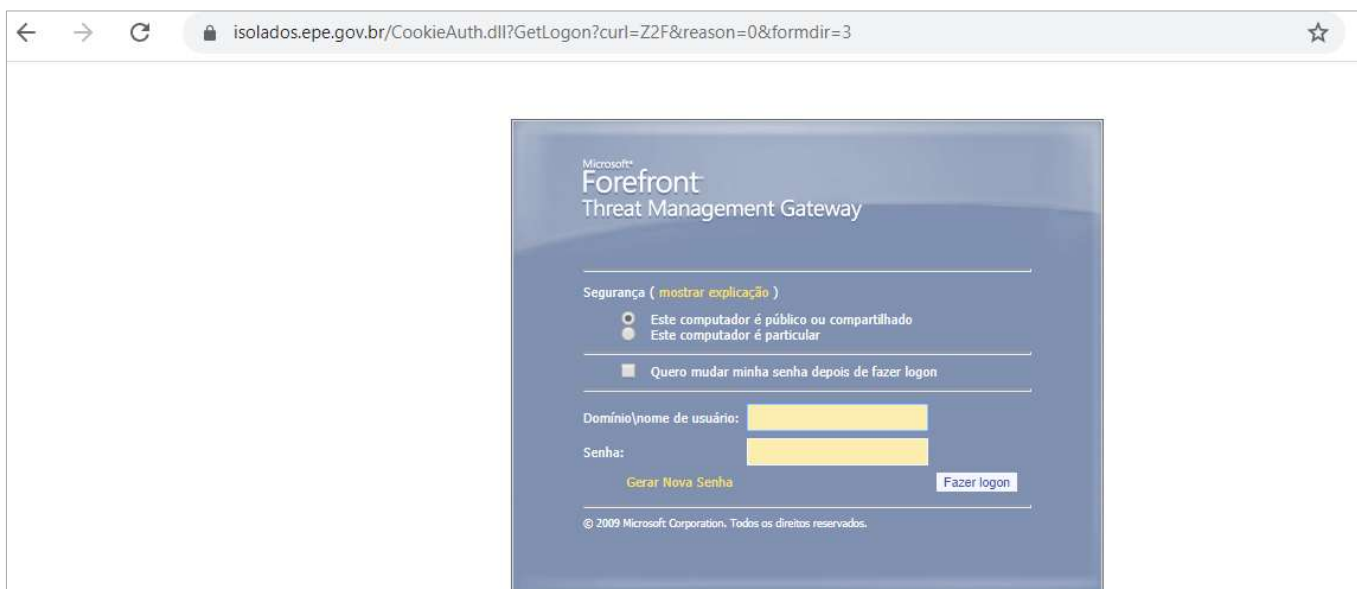 isolados.epe.gov.br/CookieAuth.dll?GetLogon?curl=Z2F&reason=0&formdir=3
Microsoft®
Forefront™
Threat Management Gateway
Segurança ( mostrar explicação )
Este computador é público ou compartilhado
Este computador é particular
Quero mudar minha senha depois de fazer logon
Domínio\nome de usuário:
Senha:
Gerar Nova Senha Fazer logon
© 2009 Microsoft Corporation. Todos os direitos reservados.